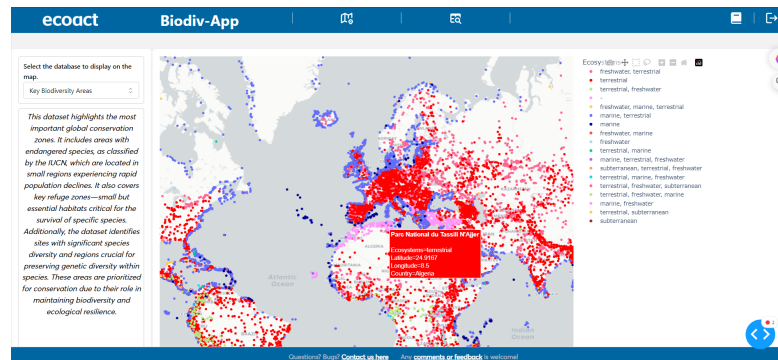 ecoact
Biodiv-App
Select the database to display on the
map.
Key Biodiversity Areas
This dataset highlights the most
important global conservation
zones. It includes areas with
endangered species, as classified
by the IUCN, which are located in
small regions experiencing rapid
population declines. It also covers
key refuge zones—small but
essential habitats critical for the
survival of specific species.
Additionally, the dataset identifies
sites with significant species
diversity and regions crucial for
preserving genetic diversity within
species. These areas are prioritized
for conservation due to their role in
maintaining biodiversity and
ecological resilience.
Parc National du Tassili N'Ajjer
Ecosystems=terrestrial
Latitude=24.9167
Longitude=8.5
Country=Algeria
ALGERIA
Atlantic
Ocean
Indian
Ocean
Ecosystems
freshwater, terrestrial
terrestrial
terrestrial, freshwater
freshwater, marine, terrestrial
marine, terrestrial
marine
freshwater, marine
freshwater
terrestrial, marine
marine, terrestrial, freshwater
subterranean, terrestrial, freshwater
terrestrial, marine, freshwater
terrestrial, freshwater, subterranean
terrestrial, freshwater, marine
marine, freshwater
terrestrial, subterranean
subterranean
Questions? Bugs? Contact us here Any comments or feedback is welcome!